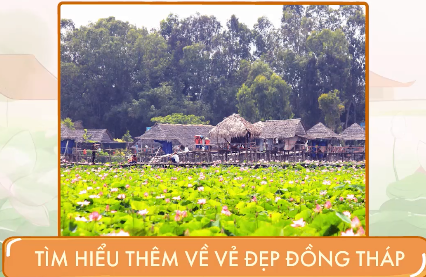 TÌM HIỂU THÊM VỀ VẺ ĐẸP ĐỒNG THÁP